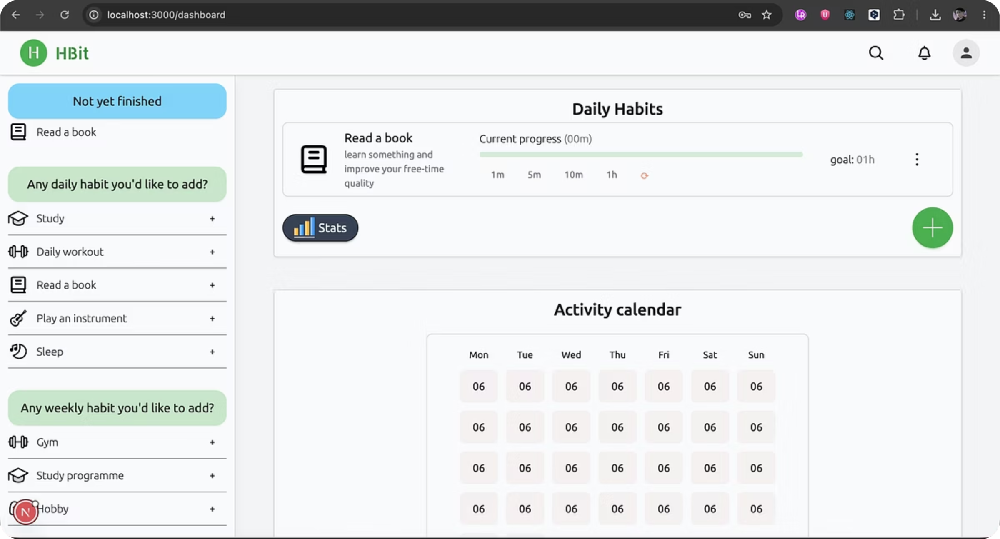 localhost:3000/dashboard
H HBit
Not yet finished
Read a book
Any daily habit you'd like to add?
Study +
Daily workout +
Read a book +
Play an instrument +
Sleep +
Any weekly habit you'd like to add?
Gym +
Study programme +
Hobby +
N
Daily Habits
Read a book
learn something and
improve your free-time
quality
Current progress (00m)
1m 5m 10m 1h
goal: 01h
Stats
Activity calendar
Mon Tue Wed Thu Fri Sat Sun
06 06 06 06 06 06 06
06 06 06 06 06 06 06
06 06 06 06 06 06 06
06 06 06 06 06 06 06